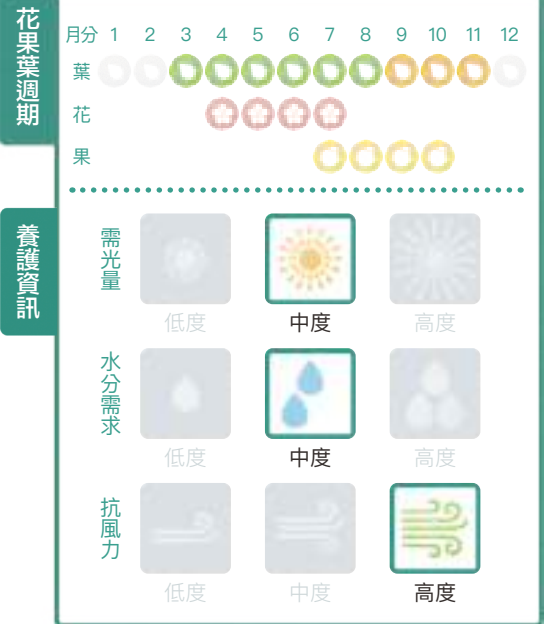 花果葉週期
月分 1 2 3 4 5 6 7 8 9 10 11 12
葉
花
果
養護資訊
需光量
低度 中度 高度
水分需求
低度 中度 高度
抗風力
低度 中度 高度